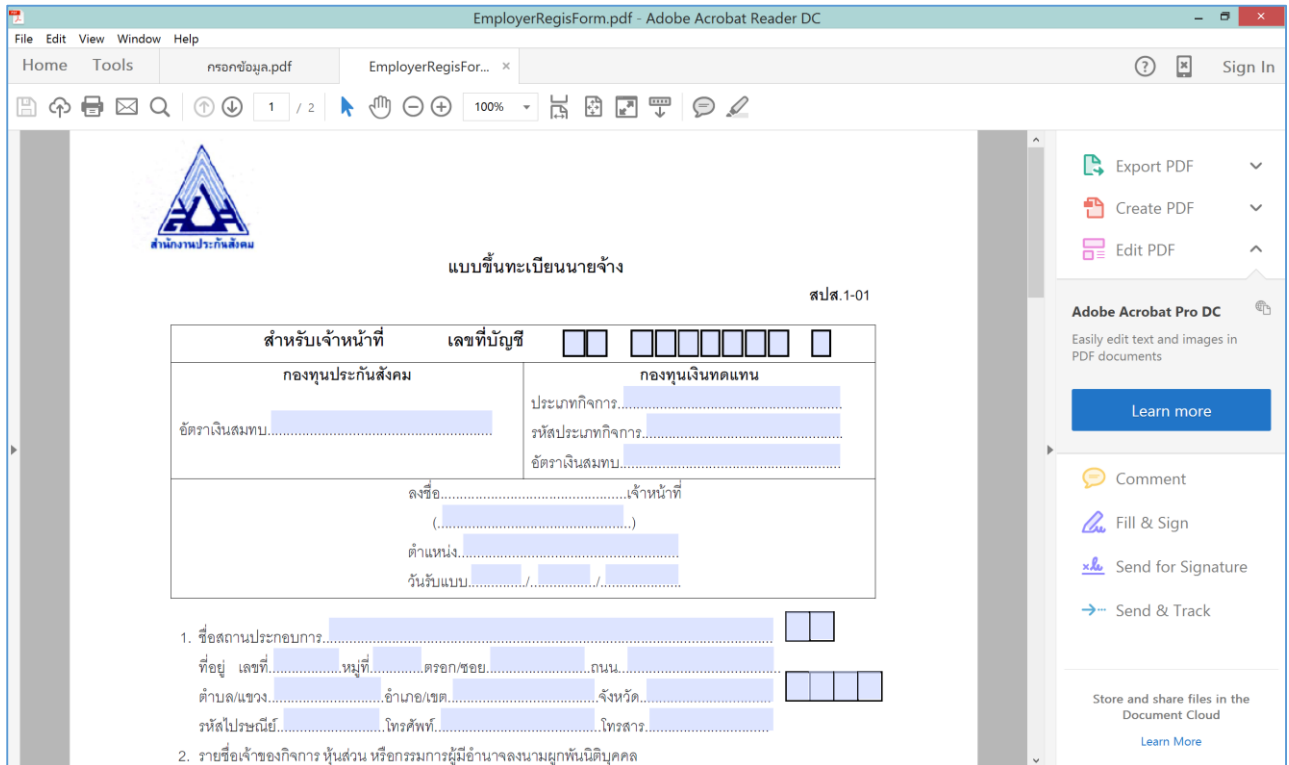 EmployerRegisForm.pdf - Adobe Acrobat Reader DC
File Edit View Window Help
Home Tools กรอกข้อมูล.pdf EmployerRegisFor... × Sign In
1 / 2 100%
สำนักงานประกันสังคม
แบบขึ้นทะเบียนนายจ้าง
สปส.1-01
สำหรับเจ้าหน้าที่ เลขที่บัญชี
กองทุนประกันสังคม กองทุนเงินทดแทน
ประเภทกิจการ
อัตราเงินสมทบ
รหัสประเภทกิจการ
อัตราเงินสมทบ
ลงชื่อ..........เจ้าหน้าที่
(..........)
ตำแหน่ง..........
วันรับแบบ........../........../..........
1. ชื่อสถานประกอบการ..........
ที่อยู่ เลขที่..........หมู่ที่..........ตรอก/ซอย..........ถนน..........
ตำบล/แขวง..........อำเภอ/เขต..........จังหวัด..........
รหัสไปรษณีย์..........โทรศัพท์..........โทรสาร..........
2. รายชื่อเจ้าของกิจการ หุ้นส่วน หรือกรรมการผู้มีอำนาจลงนามผูกพันนิติบุคคล
Export PDF
Create PDF
Edit PDF
Adobe Acrobat Pro DC
Easily edit text and images in
PDF documents
Learn more
Comment
Fill & Sign
Send for Signature
Send & Track
Store and share files in the
Document Cloud
Learn More